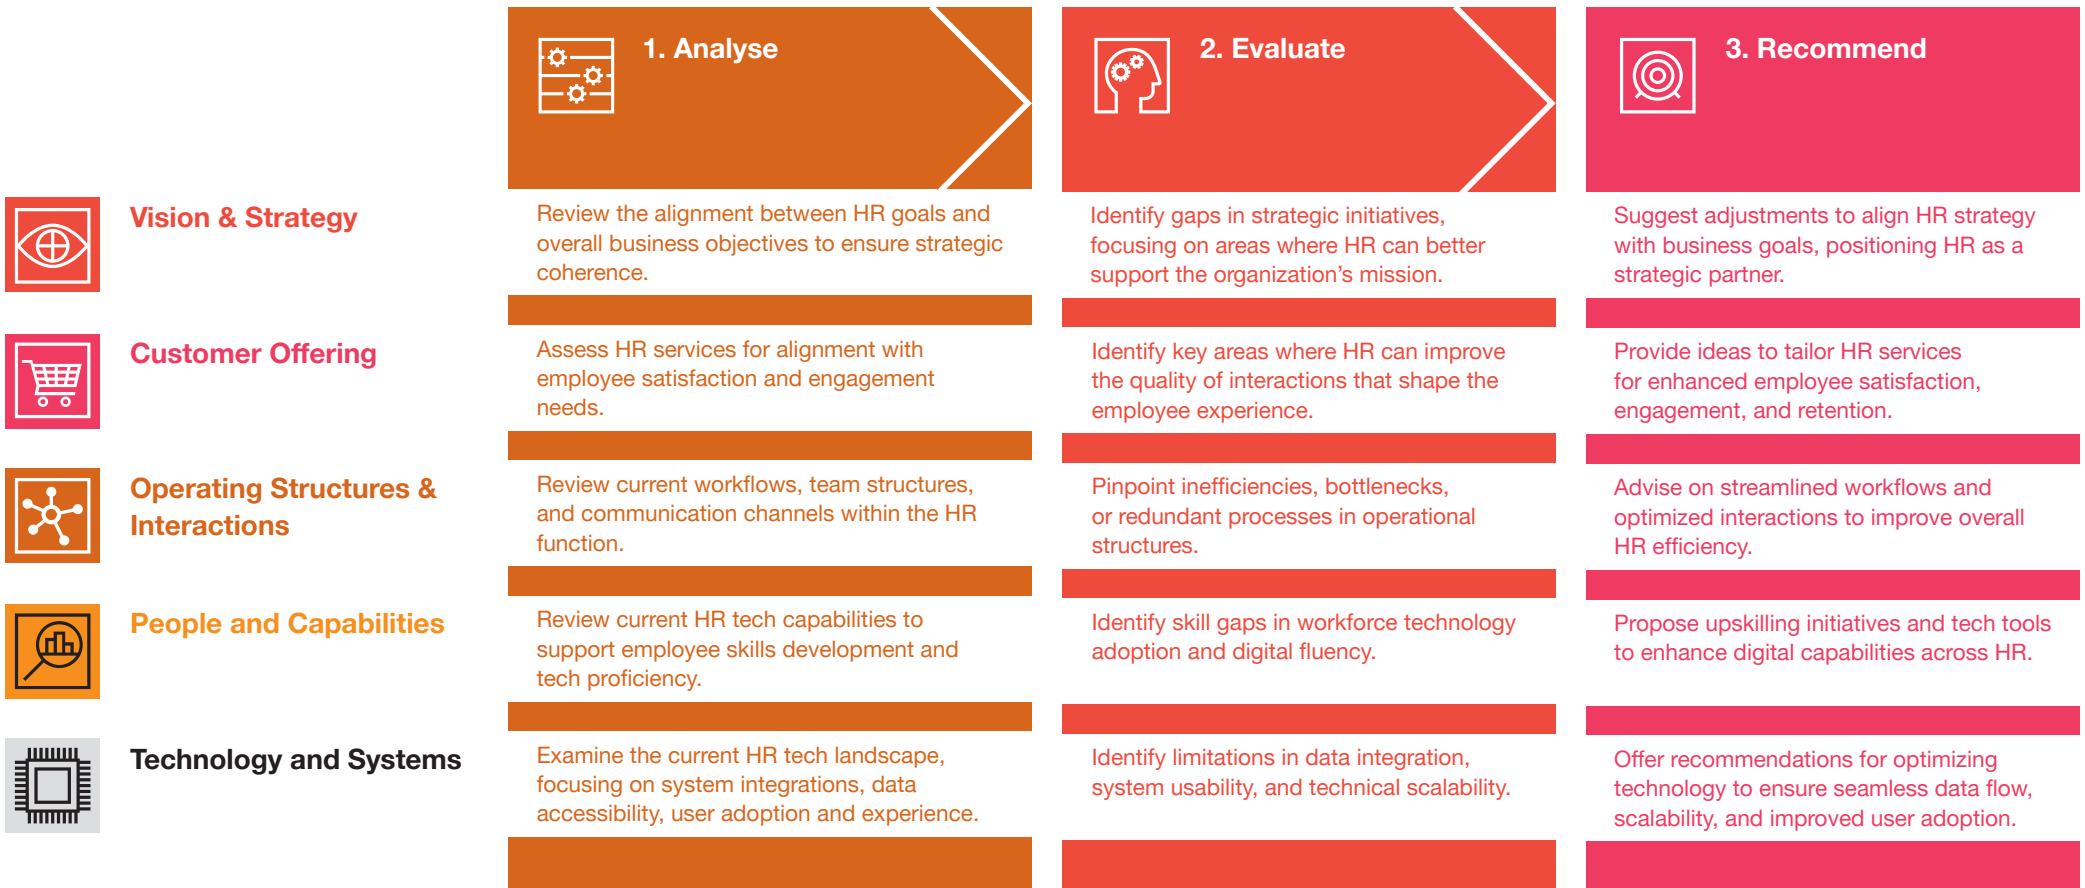 1. Analyse
2. Evaluate
3. Recommend
Vision & Strategy
Review the alignment between HR goals and
overall business objectives to ensure strategic
coherence.
Identify gaps in strategic initiatives,
focusing on areas where HR can better
support the organization’s mission.
Suggest adjustments to align HR strategy
with business goals, positioning HR as a
strategic partner.
Customer Offering
Assess HR services for alignment with
employee satisfaction and engagement
needs.
Identify key areas where HR can improve
the quality of interactions that shape the
employee experience.
Provide ideas to tailor HR services
for enhanced employee satisfaction,
engagement, and retention.
Operating Structures &
Interactions
Review current workflows, team structures,
and communication channels within the HR
function.
Pinpoint inefficiencies, bottlenecks,
or redundant processes in operational
structures.
Advise on streamlined workflows and
optimized interactions to improve overall
HR efficiency.
People and Capabilities
Review current HR tech capabilities to
support employee skills development and
tech proficiency.
Identify skill gaps in workforce technology
adoption and digital fluency.
Propose upskilling initiatives and tech tools
to enhance digital capabilities across HR.
Technology and Systems
Examine the current HR tech landscape,
focusing on system integrations, data
accessibility, user adoption and experience.
Identify limitations in data integration,
system usability, and technical scalability.
Offer recommendations for optimizing
technology to ensure seamless data flow,
scalability, and improved user adoption.